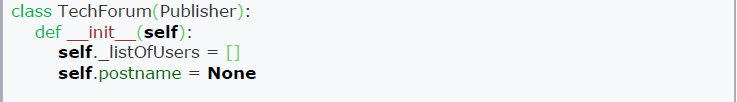 class TechForum(Publisher):
    def __init__(self):
        self._listOfUsers = []
        self.postname = None